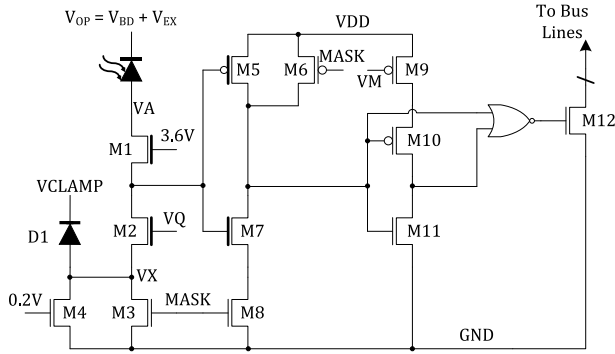 V_OP = V_BD + V_EX
To Bus
Lines
VDD
MASK
M5
M6
VM
M9
VA
M12
M1
3.6V
M10
VCLAMP
D1
M2
VQ
M7
M11
VX
0.2V
M4
M3
MASK
M8
GND